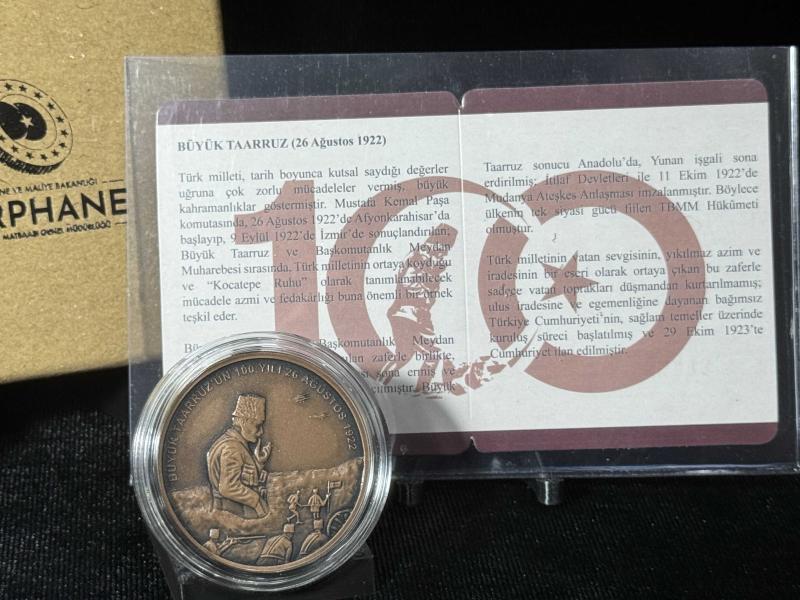 NE VE MALİYE BAKANLIĞI
RPHANE
MATBAASI GENEL MÜDÜRLÜĞÜ
BÜYÜK TAARRUZ (26 Ağustos 1922)
Türk milleti, tarih boyunca kutsal saydığı değerler
uğruna çok zorlu mücadeleler vermiş, büyük
kahramanlıklar göstermiştir. Mustafa Kemal Paşa
komutasında, 26 Ağustos 1922’de Afyonkarahisar’da
başlayıp, 9 Eylül 1922’de İzmir’de sonuçlandırılan,
Büyük Taarruz ve Başkomutanlık Meydan
Muharebesi sırasında, Türk milletinin ortaya koyduğu
ve “Kocatepe Ruhu” olarak tanımlanabilecek
mücadele azmi ve fedakârlığı buna önemli bir örnek
teşkil eder.
Başkomutanlık Meydan
zaferle birlikte,
sona ermiş ve
Büyük
Taarruz sonucu Anadolu’da, Yunan işgali sona
erdirilmiş; İtilaf Devletleri ile 11 Ekim 1922’de
Mudanya Ateşkes Anlaşması imzalanmıştır. Böylece
ülkenin tek siyasi gücü fiilen TBMM Hükûmeti
olmuştur.
Türk milletinin vatan sevgisinin, yıkılmaz azim ve
iradesinin bir eseri olarak ortaya çıkan bu zaferle
sadece vatan toprakları düşmandan kurtarılmamış;
ulus iradesine ve egemenliğine dayanan bağımsız
Türkiye Cumhuriyeti’nin, sağlam temeller üzerinde
kuruluş süreci başlatılmış ve 29 Ekim 1923’te
Cumhuriyet ilan edilmiştir.
100
BÜYÜK TAARRUZ'UN 100.YILI 26 AĞUSTOS 1922